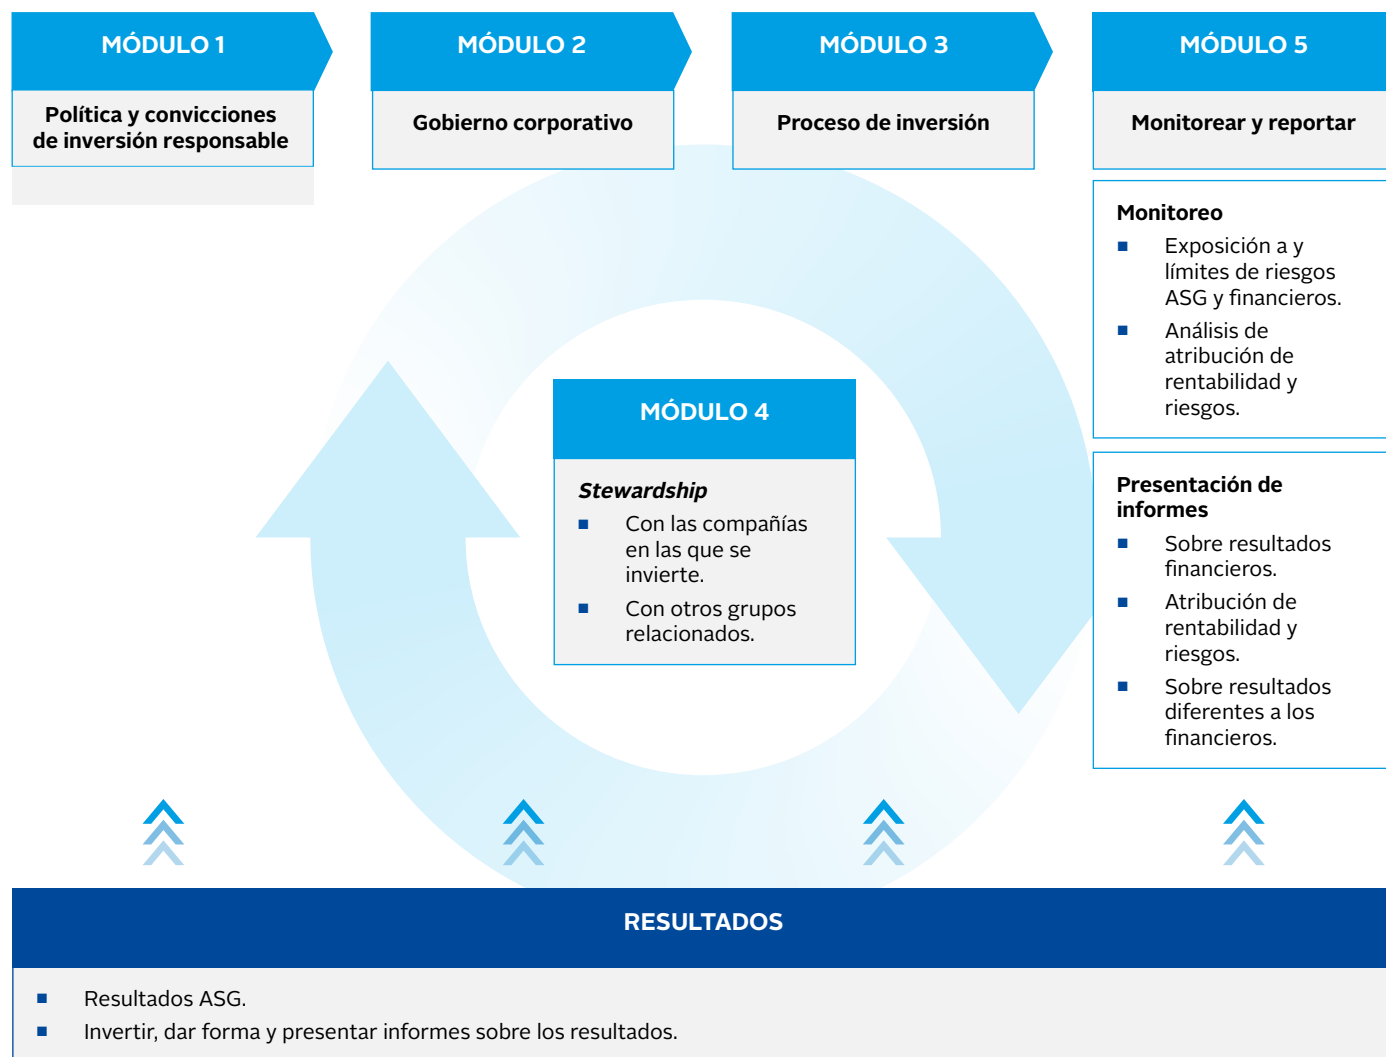 MÓDULO 1
Política y convicciones
de inversión responsable
MÓDULO 2
Gobierno corporativo
MÓDULO 3
Proceso de inversión
MÓDULO 5
Monitorear y reportar
Monitoreo
■ Exposición a y
límites de riesgos
ASG y financieros.
■ Análisis de
atribución de
rentabilidad y
riesgos.
MÓDULO 4
Stewardship
■ Con las compañías
en las que se
invierte.
■ Con otros grupos
relacionados.
Presentación de
informes
■ Sobre resultados
financieros.
■ Atribución de
rentabilidad y
riesgos.
■ Sobre resultados
diferentes a los
financieros.
RESULTADOS
■ Resultados ASG.
■ Invertir, dar forma y presentar informes sobre los resultados.